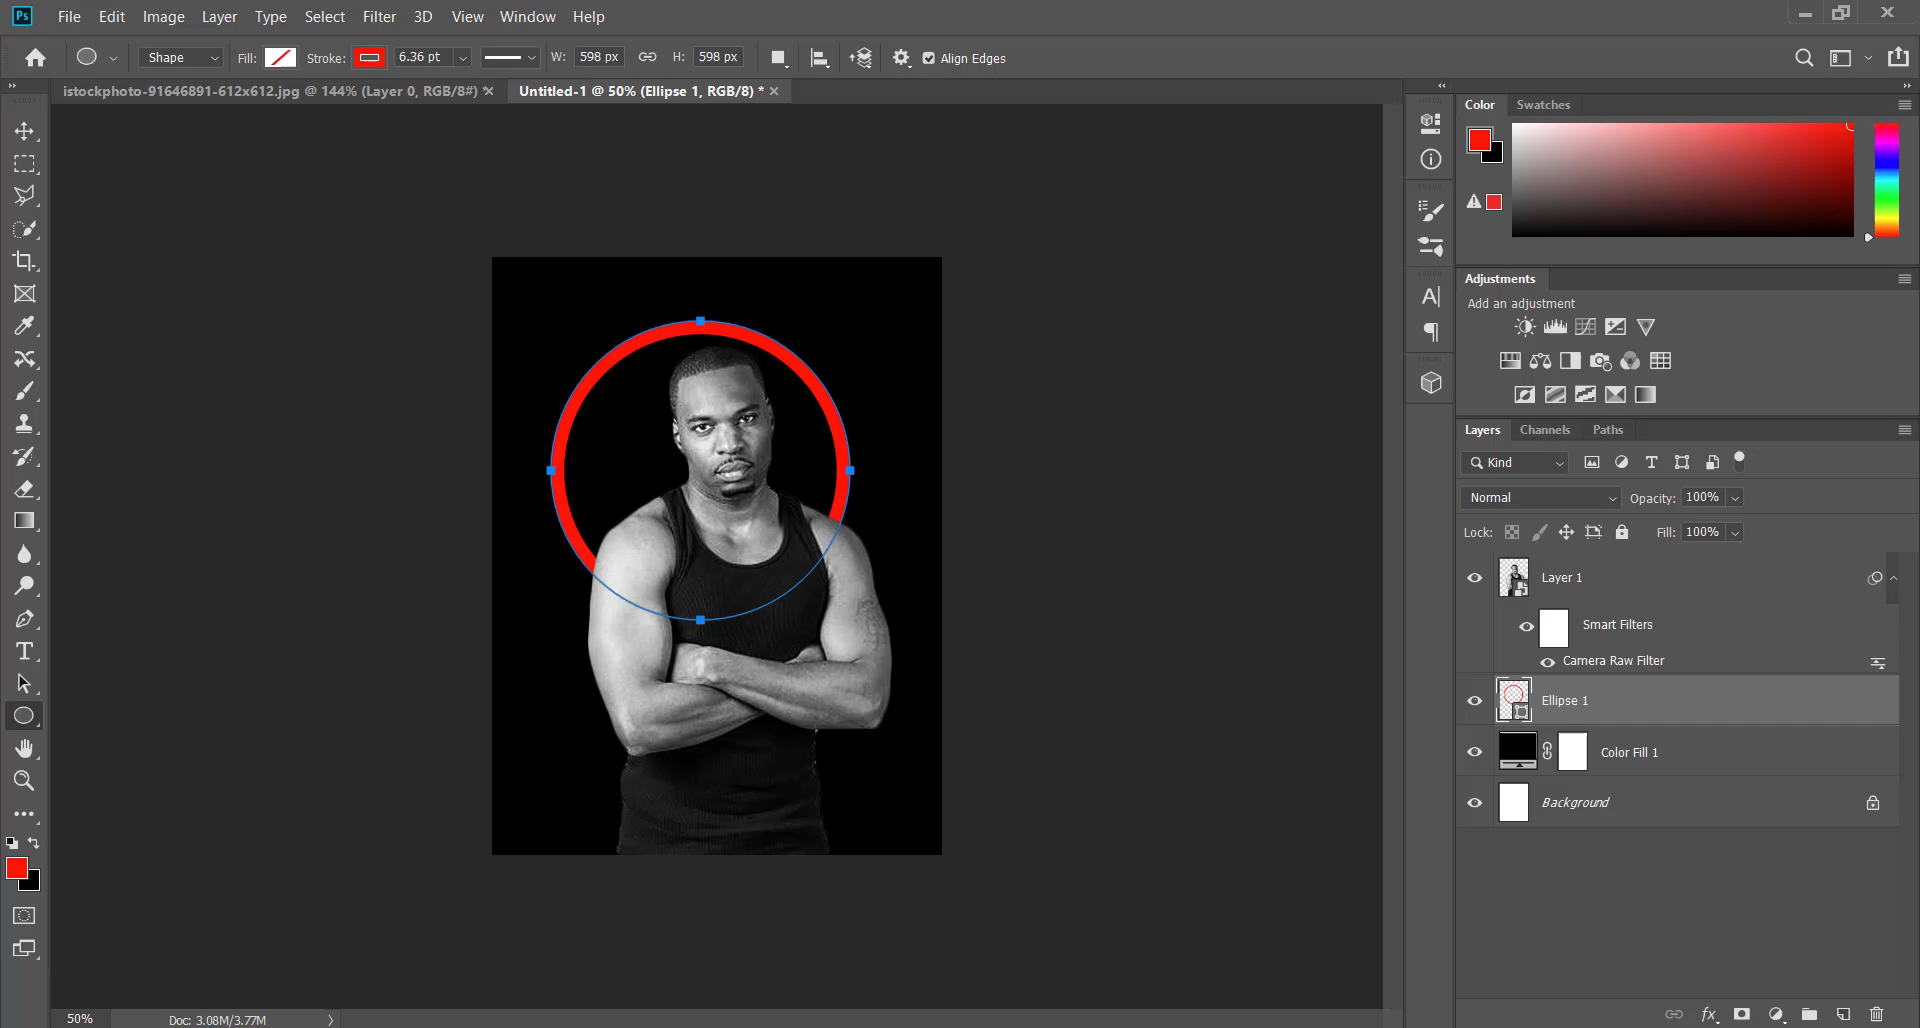 Ps File Edit Image Layer Type Select Filter 3D View Window Help
Shape Fill: Stroke: 6.36 pt W: 598 px H: 598 px Align Edges
istockphoto-91646891-612x612.jpg @ 144% (Layer 0, RGB/8#) * × Untitled-1 @ 50% (Ellipse 1, RGB/8) * ×
Color Swatches
Adjustments
Add an adjustment
Layers Channels Paths
Kind
Normal Opacity: 100%
Lock: Fill: 100%
Layer 1
Smart Filters
Camera Raw Filter
Ellipse 1
Color Fill 1
Background
50% Doc: 3.08M/3.77M